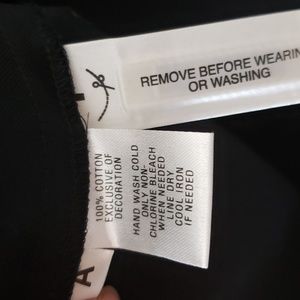 REMOVE BEFORE WEARIN
OR WASHING
100% COTTON
EXCLUSIVE OF
DECORATION
HAND WASH COLD
ONLY NON-
CHLORINE BLEACH
WHEN NEEDED
LINE DRY
COOL IRON
IF NEEDED
A